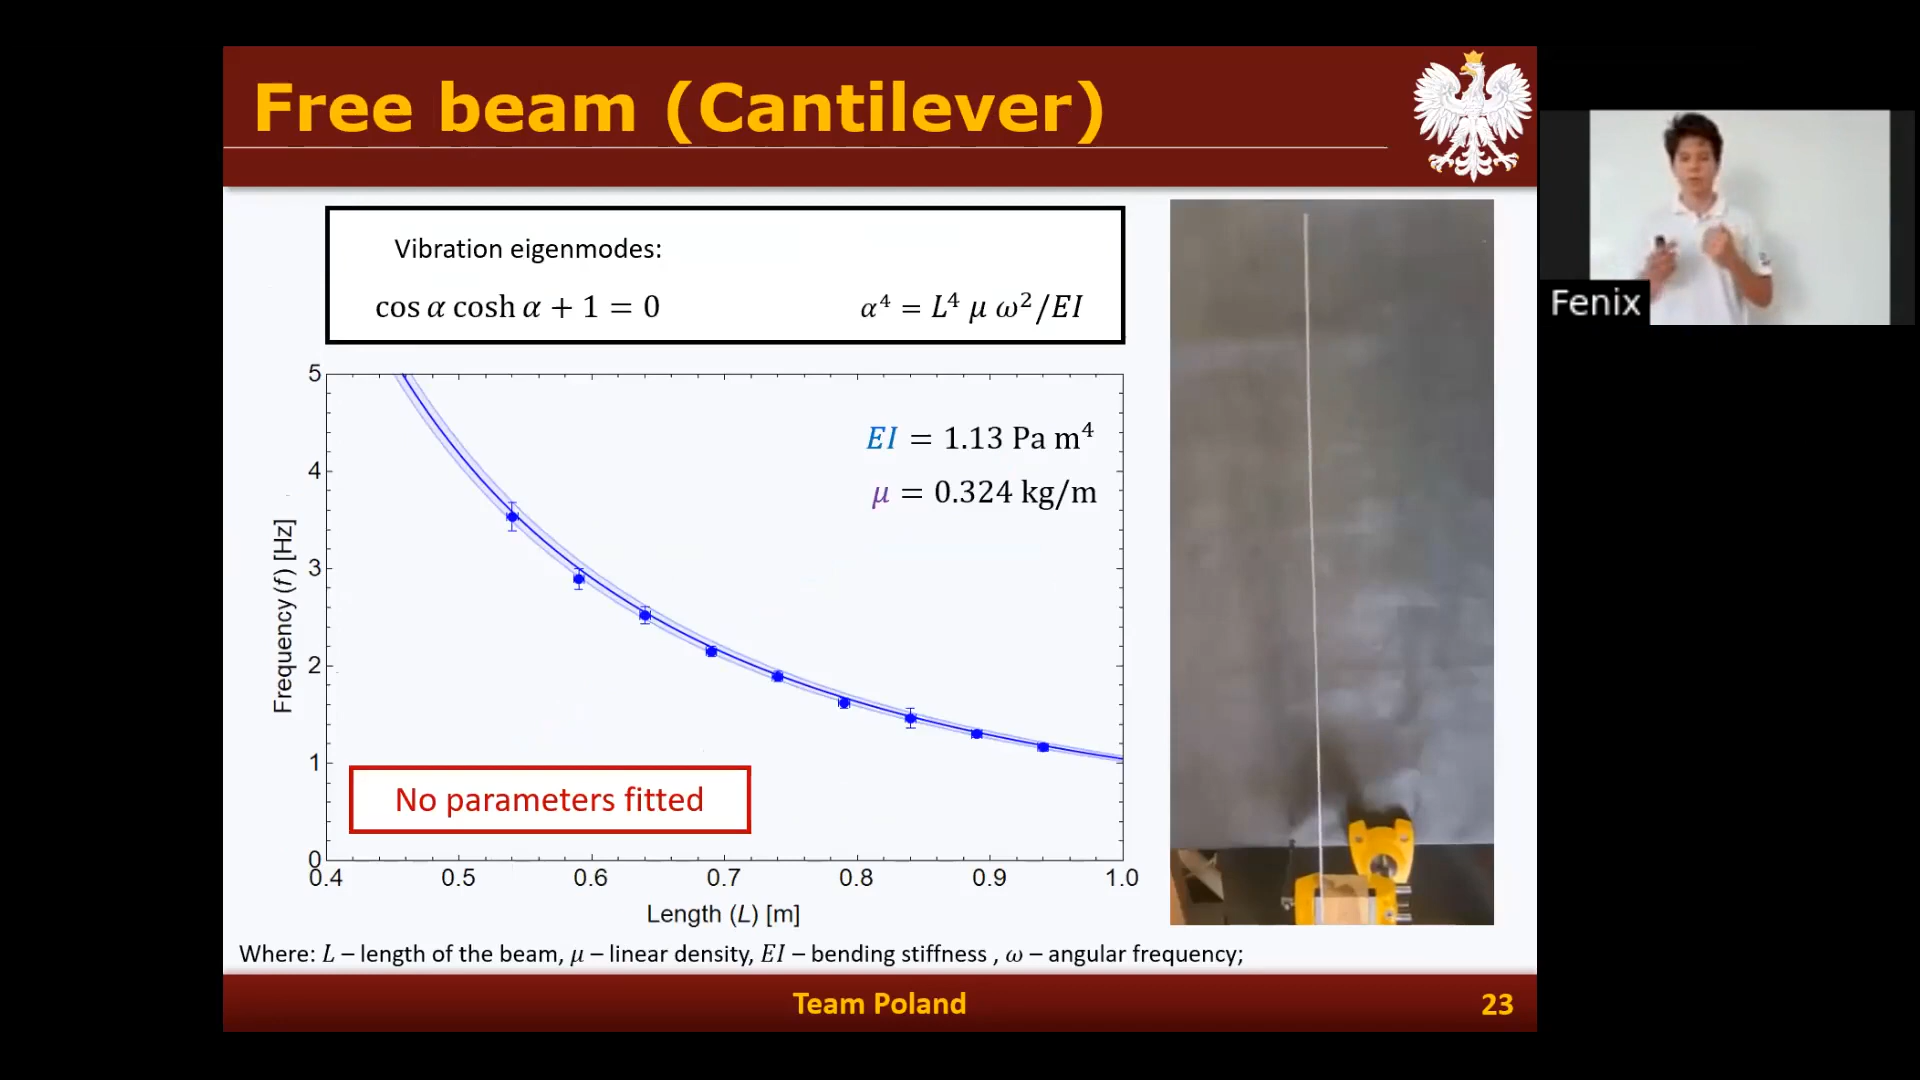 Free beam (Cantilever)
Vibration eigenmodes:
cos α cosh α + 1 = 0
α⁴ = L⁴ μ ω²/EI
5
4
3
2
1
0
Frequency (f) [Hz]
EI = 1.13 Pa m⁴
μ = 0.324 kg/m
No parameters fitted
0.4 0.5 0.6 0.7 0.8 0.9 1.0
Length (L) [m]
Where: L – length of the beam, μ – linear density, EI – bending stiffness , ω – angular frequency;
Team Poland
23
Fenix